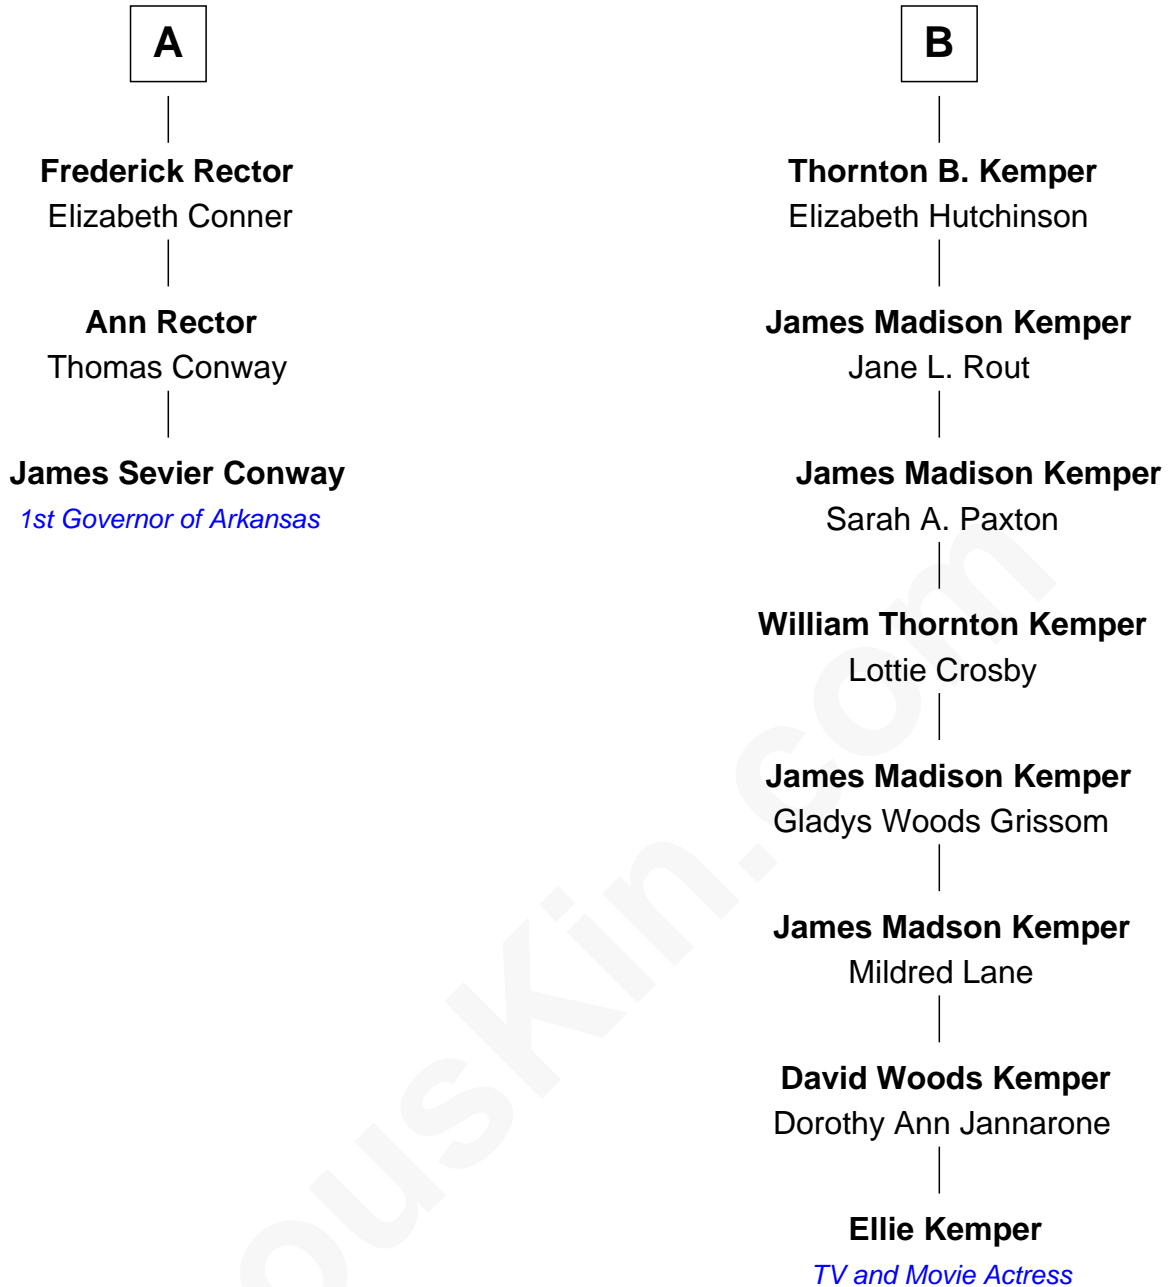 A
Frederick Rector
Elizabeth Conner
Ann Rector
Thomas Conway
James Sevier Conway
1st Governor of Arkansas
B
Thornton B. Kemper
Elizabeth Hutchinson
James Madison Kemper
Jane L. Rout
James Madison Kemper
Sarah A. Paxton
William Thornton Kemper
Lottie Crosby
James Madison Kemper
Gladys Woods Grissom
James Madson Kemper
Mildred Lane
David Woods Kemper
Dorothy Ann Jannarone
Ellie Kemper
TV and Movie Actress
ousKin.com